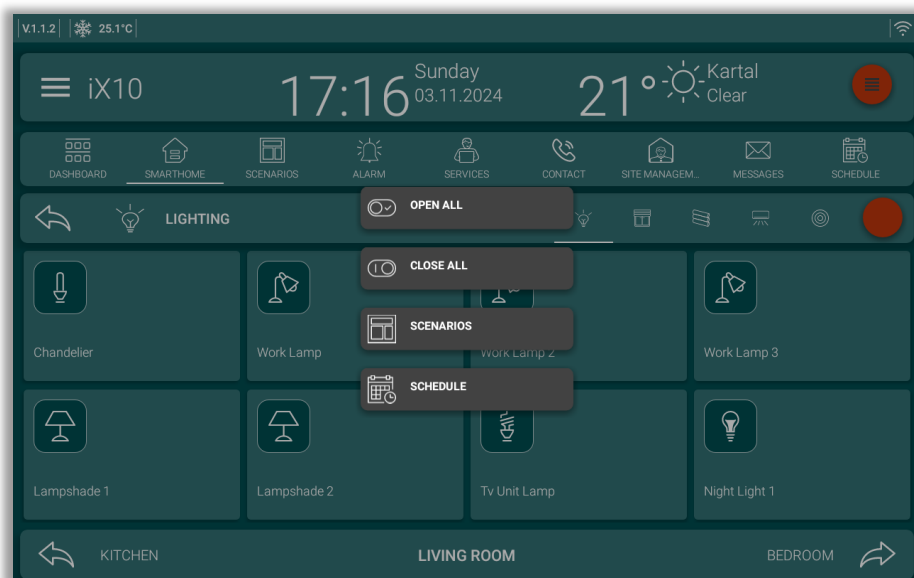 V.1.1.2 25.1°C
iX10 17:16 Sunday 03.11.2024 21° Kartal Clear
DASHBOARD SMARTHOME SCENARIOS ALARM SERVICES CONTACT SITE MANAGEM... MESSAGES SCHEDULE
LIGHTING
OPEN ALL
CLOSE ALL
SCENARIOS
SCHEDULE
Chandelier Work Lamp Work Lamp 2 Work Lamp 3
Lampshade 1 Lampshade 2 Tv Unit Lamp Night Light 1
KITCHEN LIVING ROOM BEDROOM